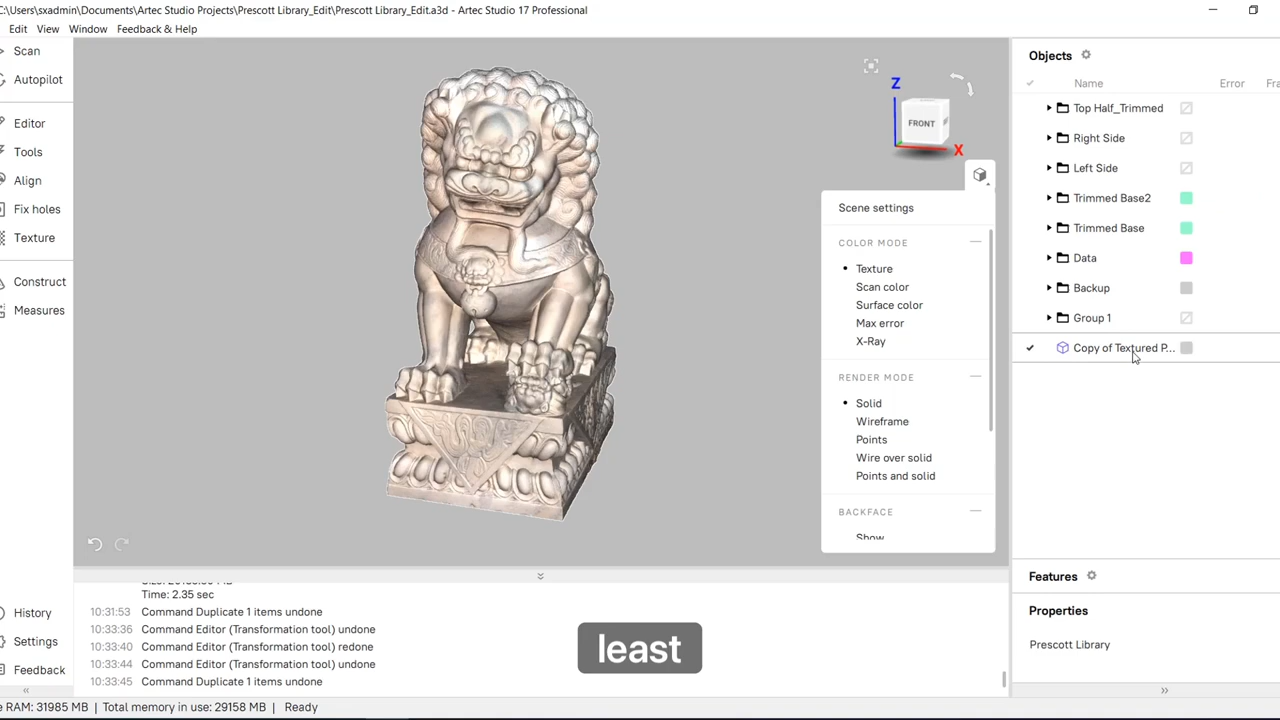 C:\Users\sxadmin\Documents\Artec Studio Projects\Prescott Library_Edit\Prescott Library_Edit.a3d - Artec Studio 17 Professional
Edit View Window Feedback & Help
Scan
Autopilot
Editor
Tools
Align
Fix holes
Texture
Construct
Measures
History
Settings
Feedback
Z
FRONT
X
Scene settings
COLOR MODE
Texture
Scan color
Surface color
Max error
X-Ray
RENDER MODE
Solid
Wireframe
Points
Wire over solid
Points and solid
BACKFACE
Show
Objects
Name Error
Top Half_Trimmed
Right Side
Left Side
Trimmed Base2
Trimmed Base
Data
Backup
Group 1
Copy of Textured P...
Features
Properties
Prescott Library
Time: 2.35 sec
10:31:53 Command Duplicate 1 items undone
10:33:36 Command Editor (Transformation tool) undone
10:33:40 Command Editor (Transformation tool) redone
10:33:44 Command Editor (Transformation tool) undone
10:33:45 Command Duplicate 1 items undone
least
RAM: 31985 MB | Total memory in use: 29158 MB | Ready